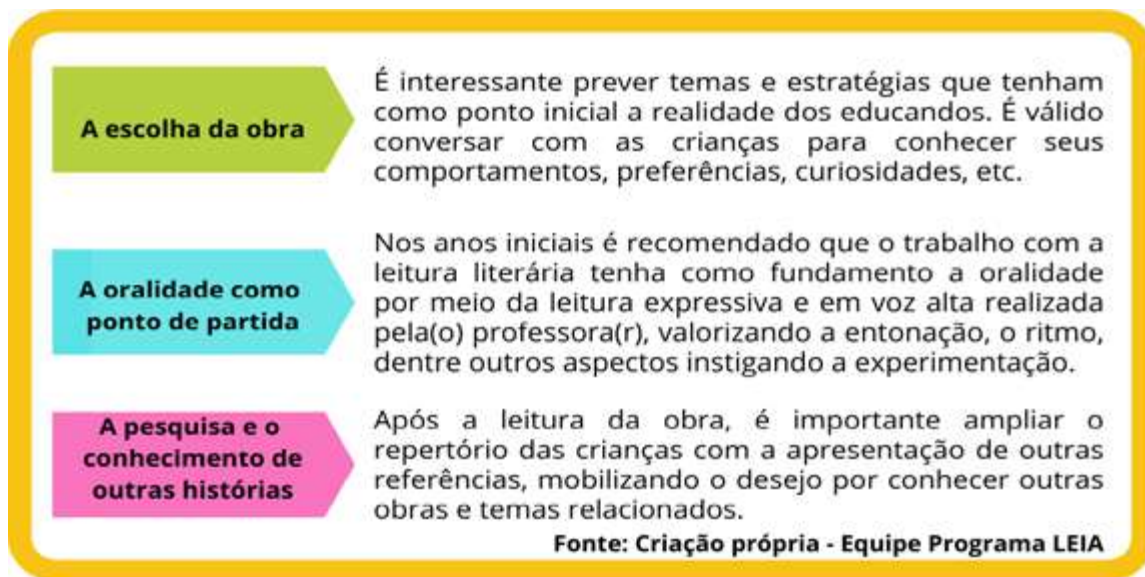 A escolha da obra
É interessante prever temas e estratégias que tenham
como ponto inicial a realidade dos educandos. É válido
conversar com as crianças para conhecer seus
comportamentos, preferências, curiosidades, etc.
A oralidade como
ponto de partida
Nos anos iniciais é recomendado que o trabalho com a
leitura literária tenha como fundamento a oralidade
por meio da leitura expressiva e em voz alta realizada
pela(o) professora(r), valorizando a entonação, o ritmo,
dentre outros aspectos instigando a experimentação.
A pesquisa e o
conhecimento de
outras histórias
Após a leitura da obra, é importante ampliar o
repertório das crianças com a apresentação de outras
referências, mobilizando o desejo por conhecer outras
obras e temas relacionados.
Fonte: Criação própria - Equipe Programa LEIA